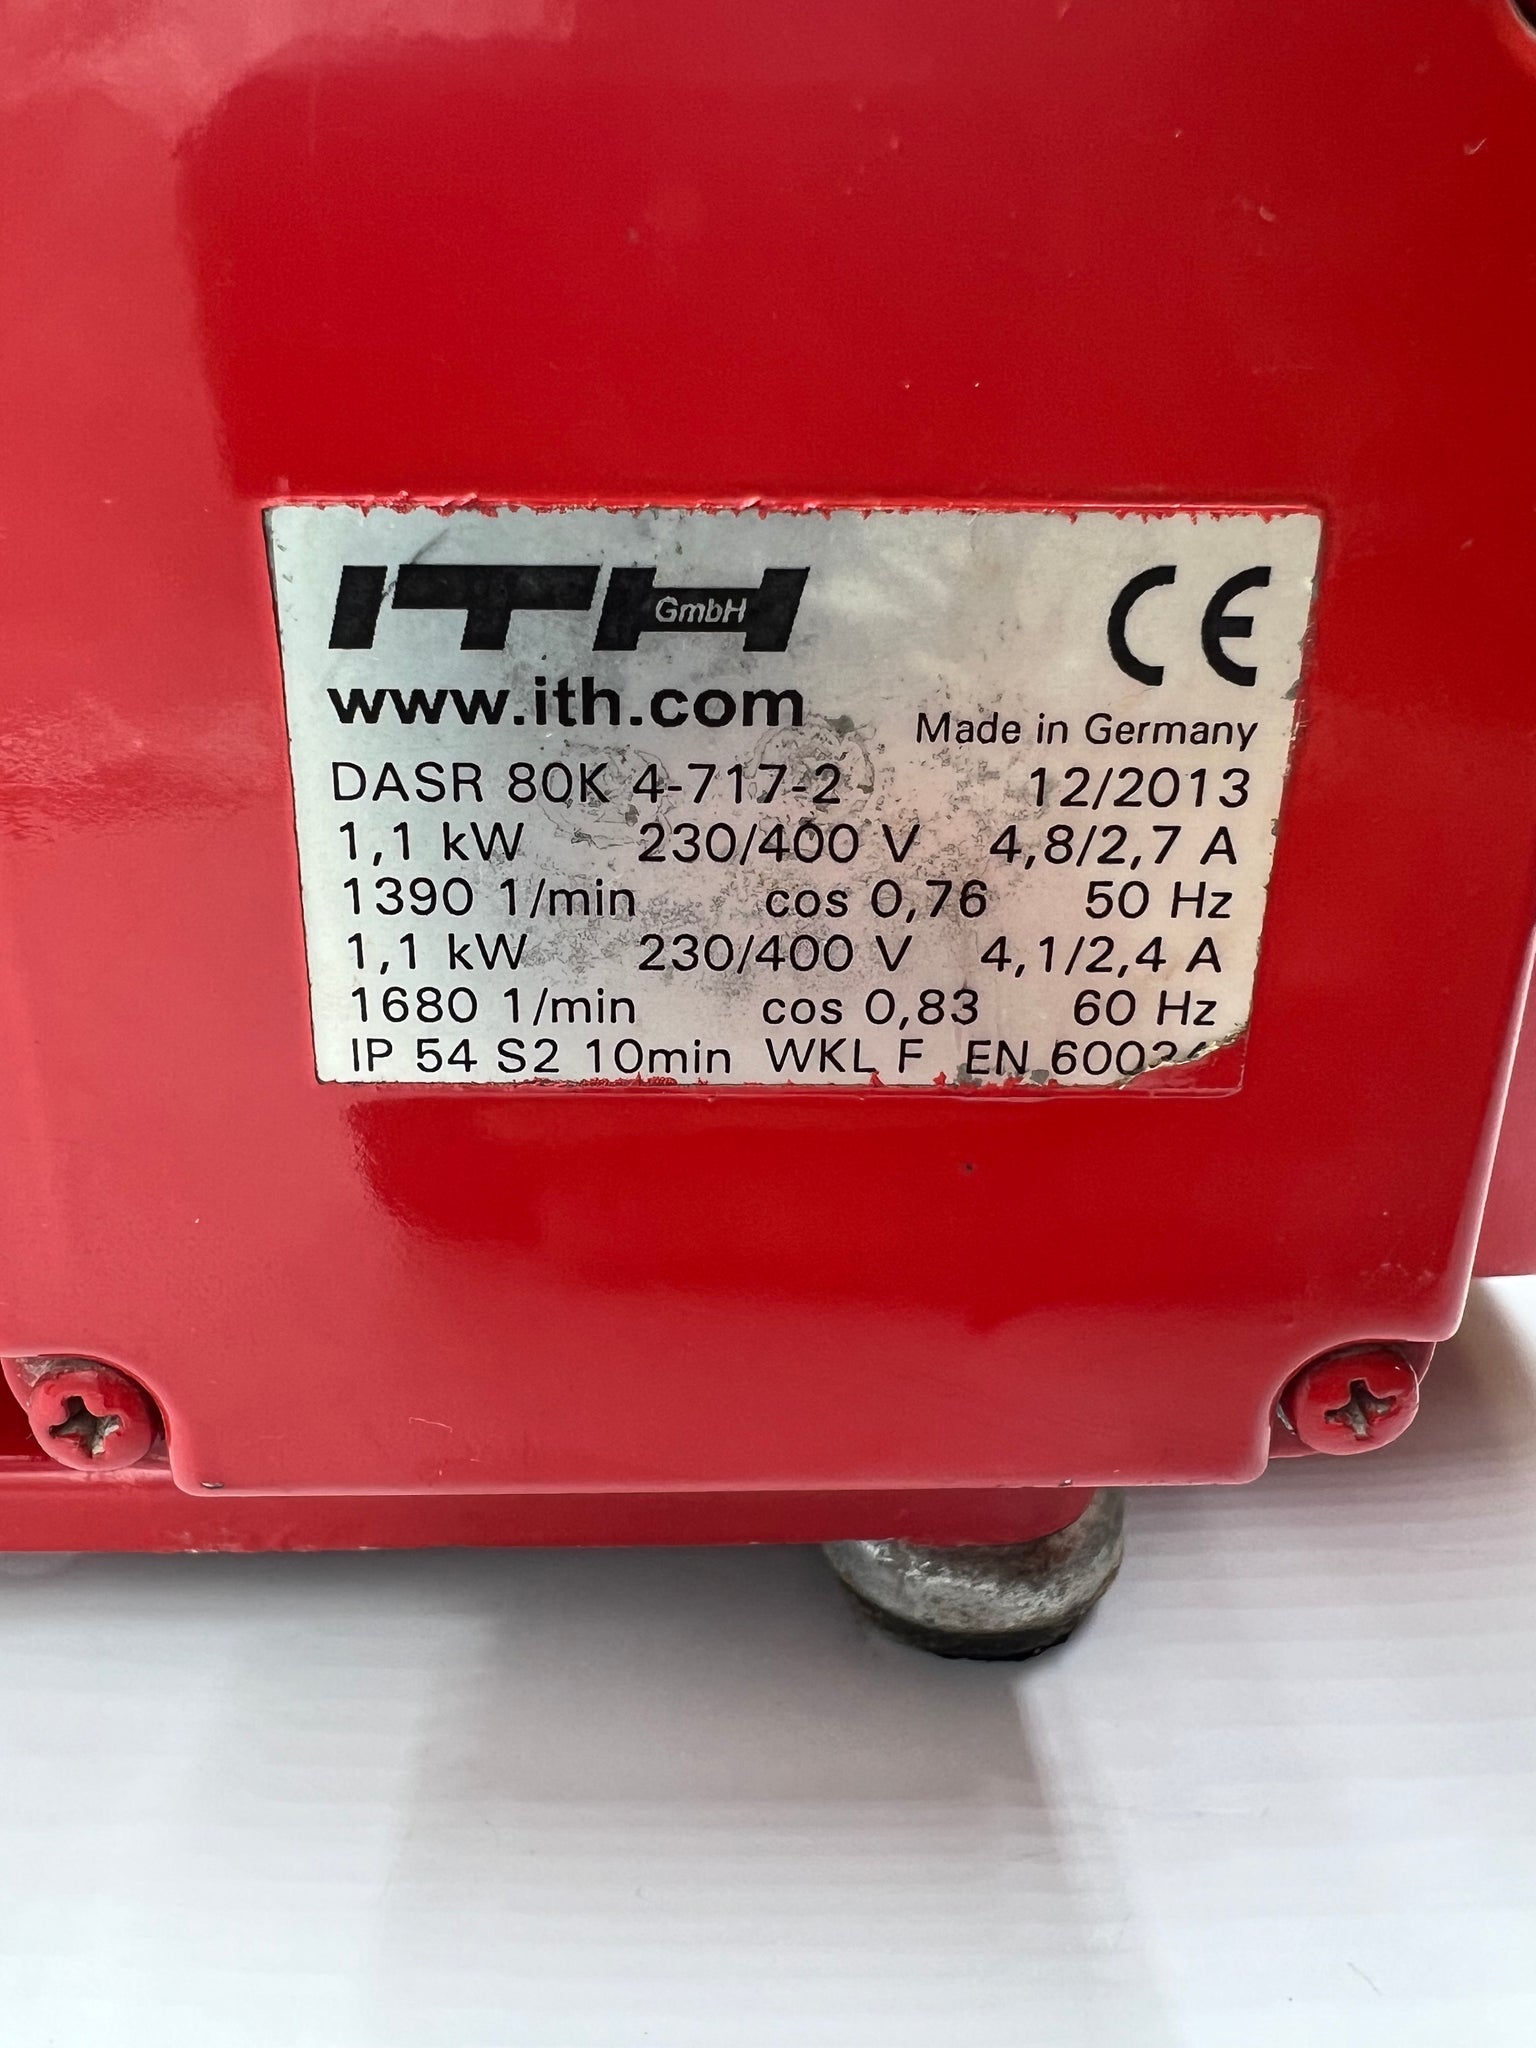 ITH GmbH CE
www.ith.com
Made in Germany
DASR 80K 4-717-2 12/2013
1,1 kW 230/400 V 4,8/2,7 A
1390 1/min cos 0,76 50 Hz
1,1 kW 230/400 V 4,1/2,4 A
1680 1/min cos 0,83 60 Hz
IP 54 S2 10min WKL F EN